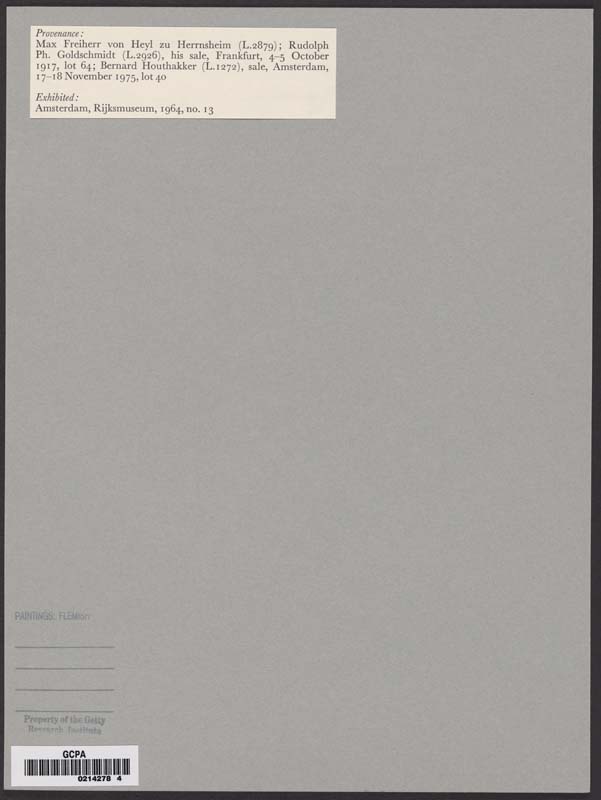 Provenance:
Max Freiherr von Heyl zu Herrnsheim (L.2879); Rudolph
Ph. Goldschmidt (L.2926), his sale, Frankfurt, 4–5 October
1917, lot 64; Bernard Houthakker (L.1272), sale, Amsterdam,
17–18 November 1975, lot 40
Exhibited:
Amsterdam, Rijksmuseum, 1964, no. 13
PAINTINGS: FLEMISH
Property of the Getty
Research Institute
GCPA
0214278 4